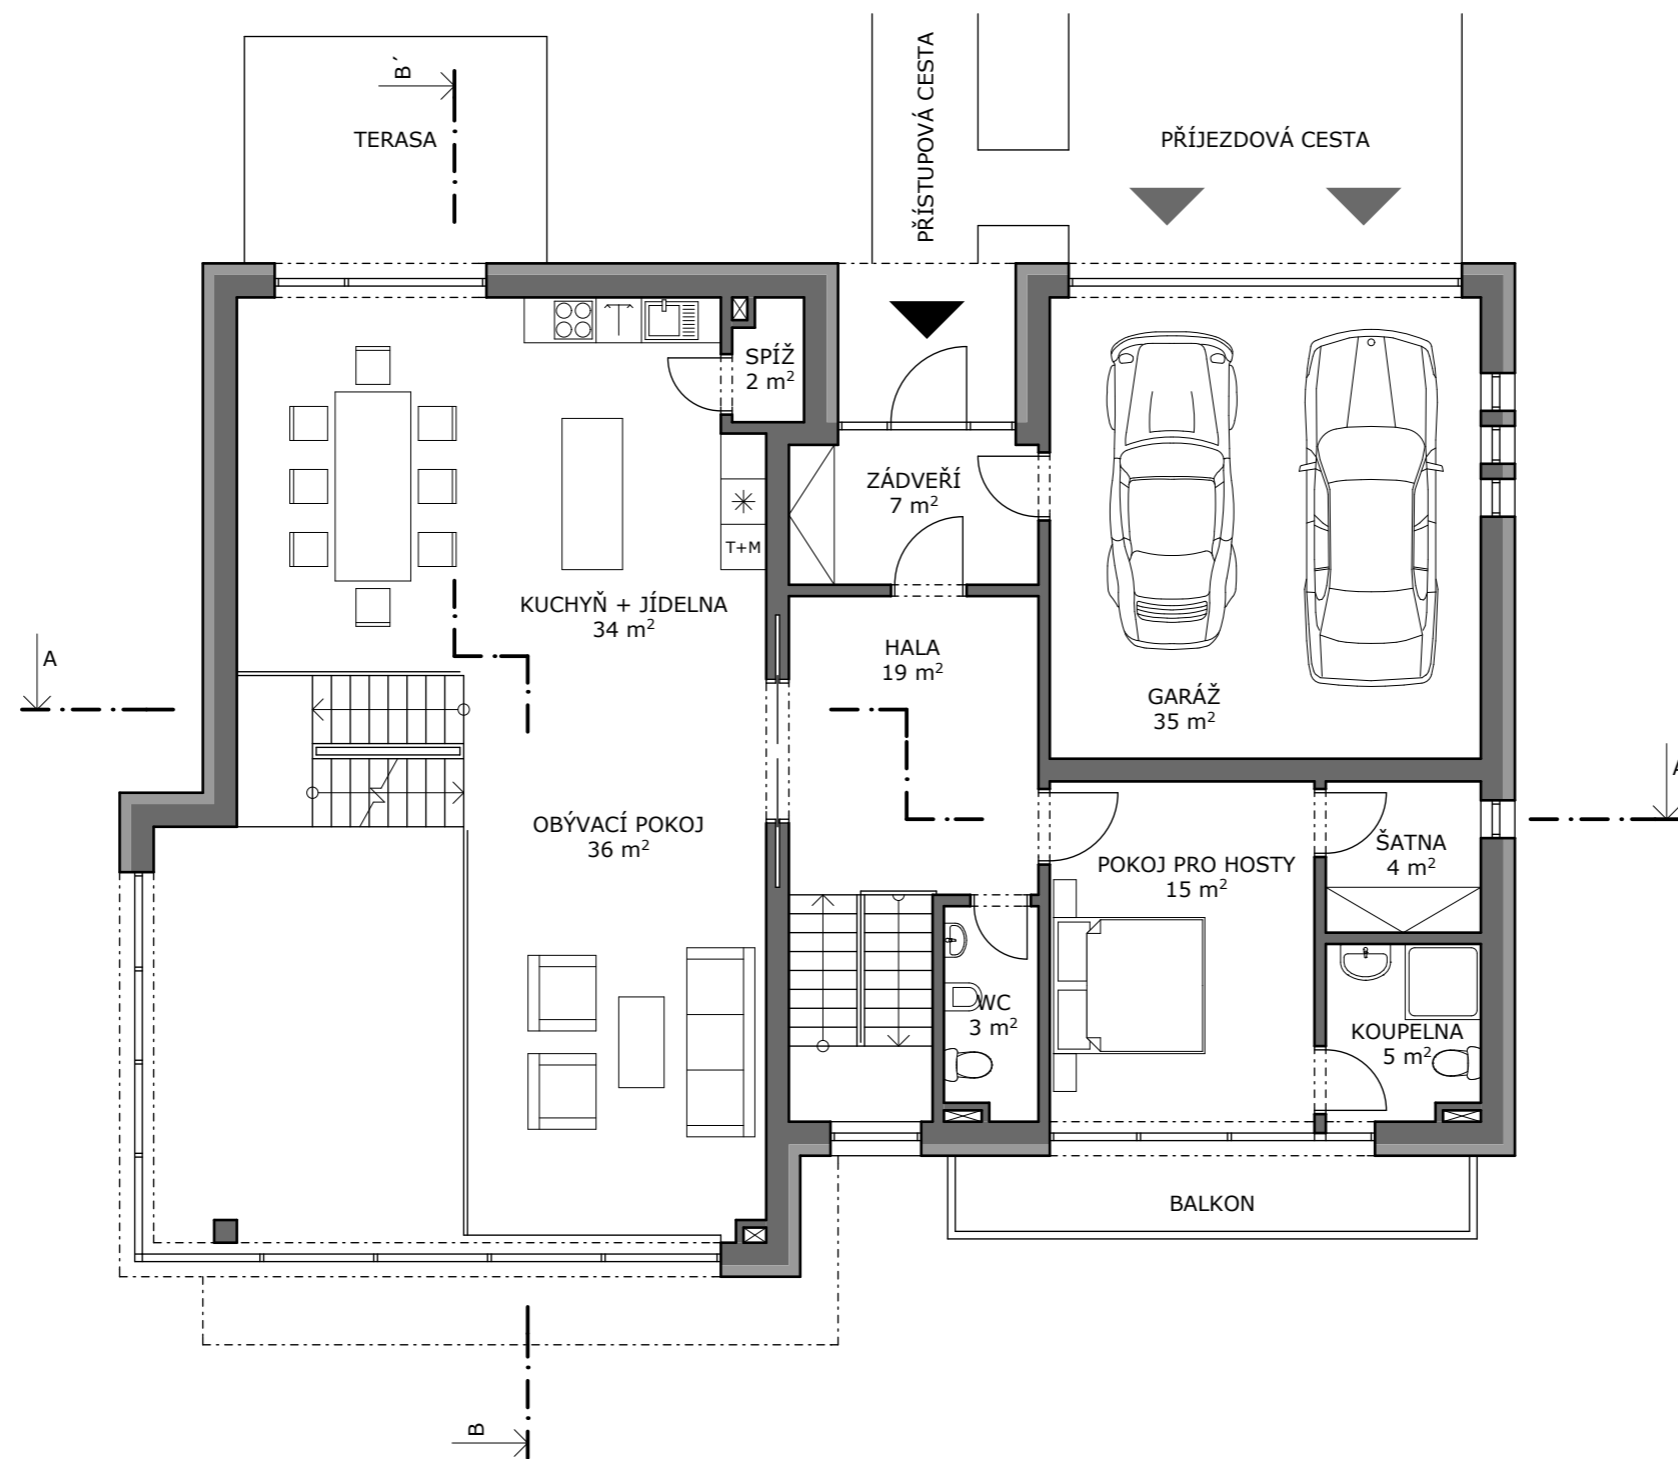 B´
TERASA
PŘÍSTUPOVÁ CESTA
PŘÍJEZDOVÁ CESTA
SPÍŽ
2 m²
ZÁDVEŘÍ
7 m²
T+M
KUCHYŇ + JÍDELNA
34 m²
A
HALA
19 m²
GARÁŽ
35 m²
OBÝVACÍ POKOJ
36 m²
POKOJ PRO HOSTY
15 m²
ŠATNA
4 m²
WC
3 m²
KOUPELNA
5 m²
BALKON
B